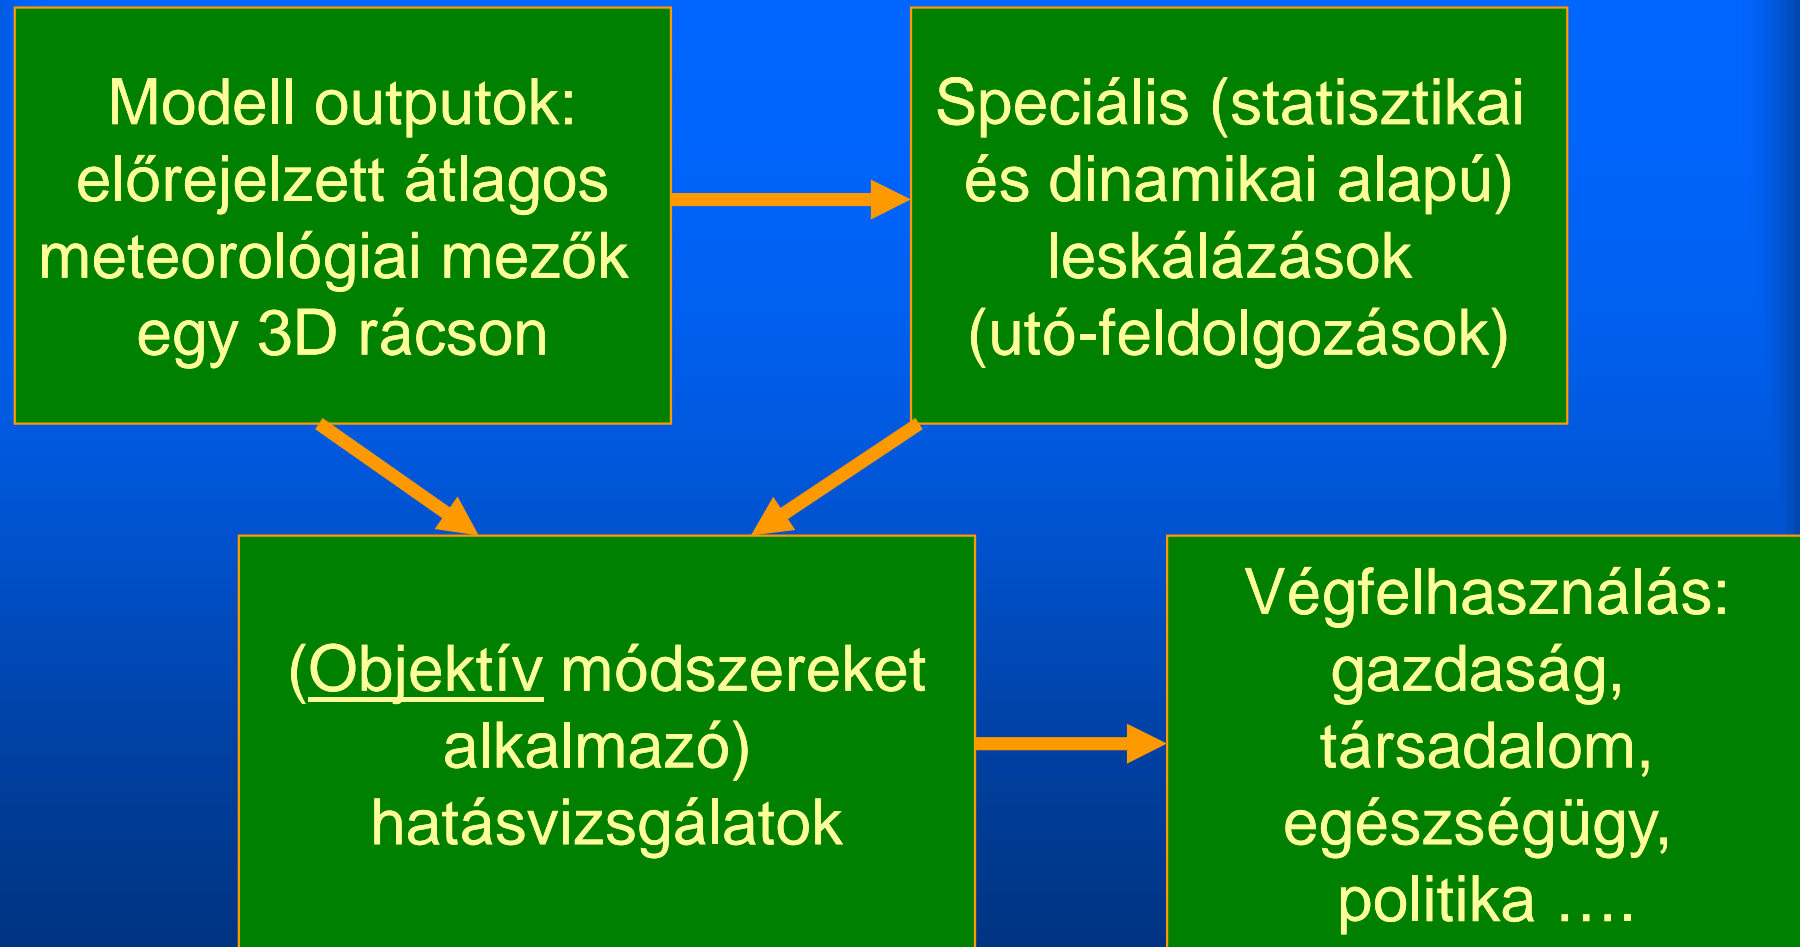 Modell outputok:
előrejelzett átlagos
meteorológiai mezők
egy 3D rácson
Speciális (statisztikai
és dinamikai alapú)
leskálázások
(utó-feldolgozások)
(Objektív módszereket
alkalmazó)
hatásvizsgálatok
Végfelhasználás:
gazdaság,
társadalom,
egészségügy,
politika ….